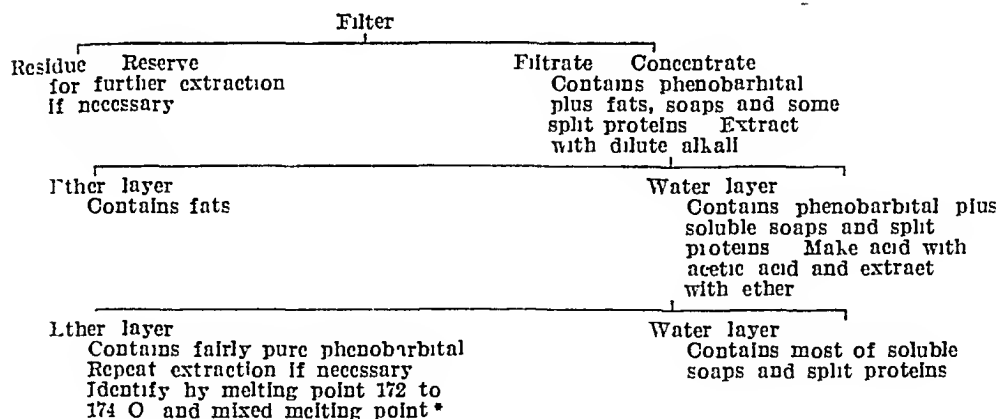 Filter
Residue Reserve
for further extraction
if necessary
Filtrate Concentrate
Contains phenobarbital
plus fats, soaps and some
split proteins Extract
with dilute alkali
Ether layer
Contains fats
Water layer
Contains phenobarbital plus
soluble soaps and split
proteins Make acid with
acetic acid and extract
with ether
Ether layer
Contains fairly pure phenobarbital
Repeat extraction if necessary
Identify by melting point 172 to
174 C and mixed melting point*
Water layer
Contains most of soluble
soaps and split proteins